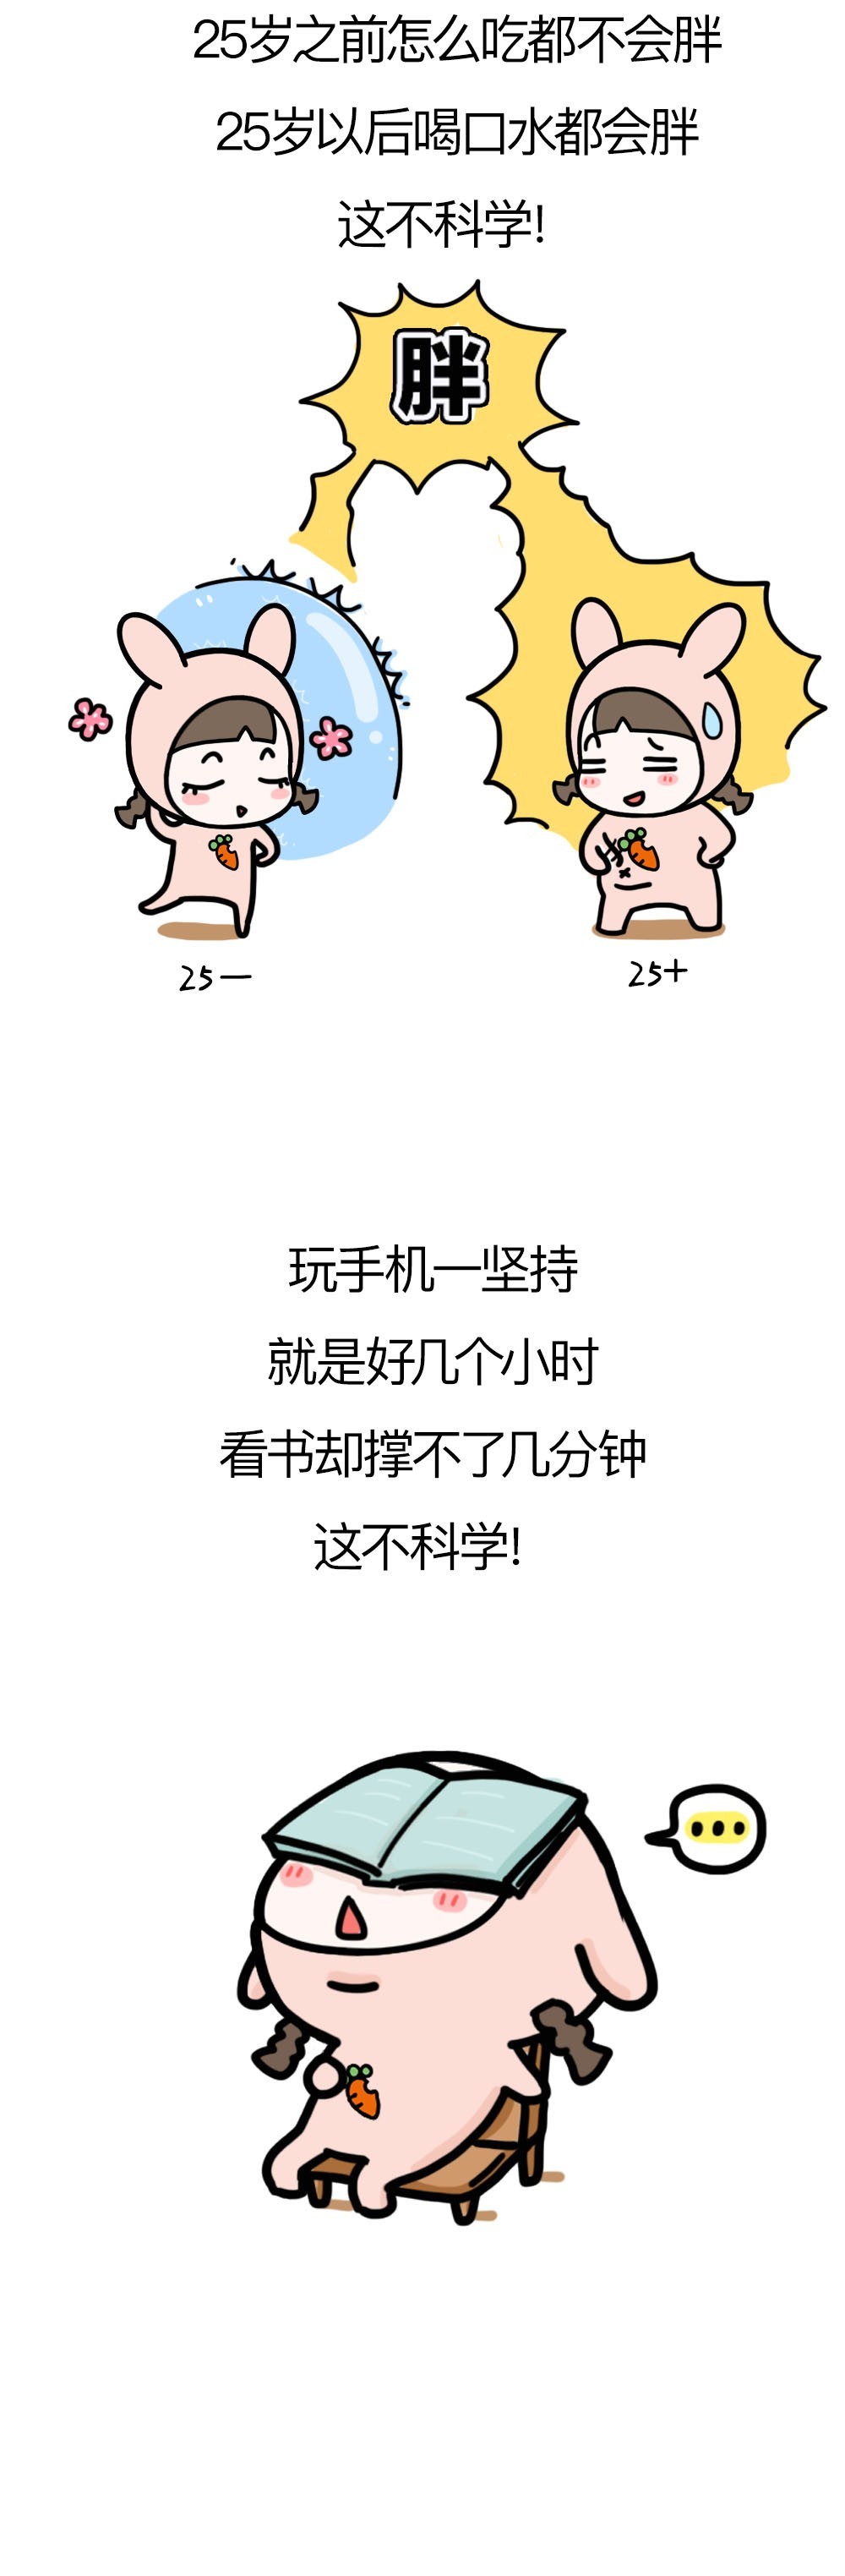 25岁之前怎么吃都不会胖
25岁以后喝口水都会胖
这不科学!
胖
25-
25+
玩手机一坚持
就是好几个小时
看书却撑不了几分钟
这不科学!